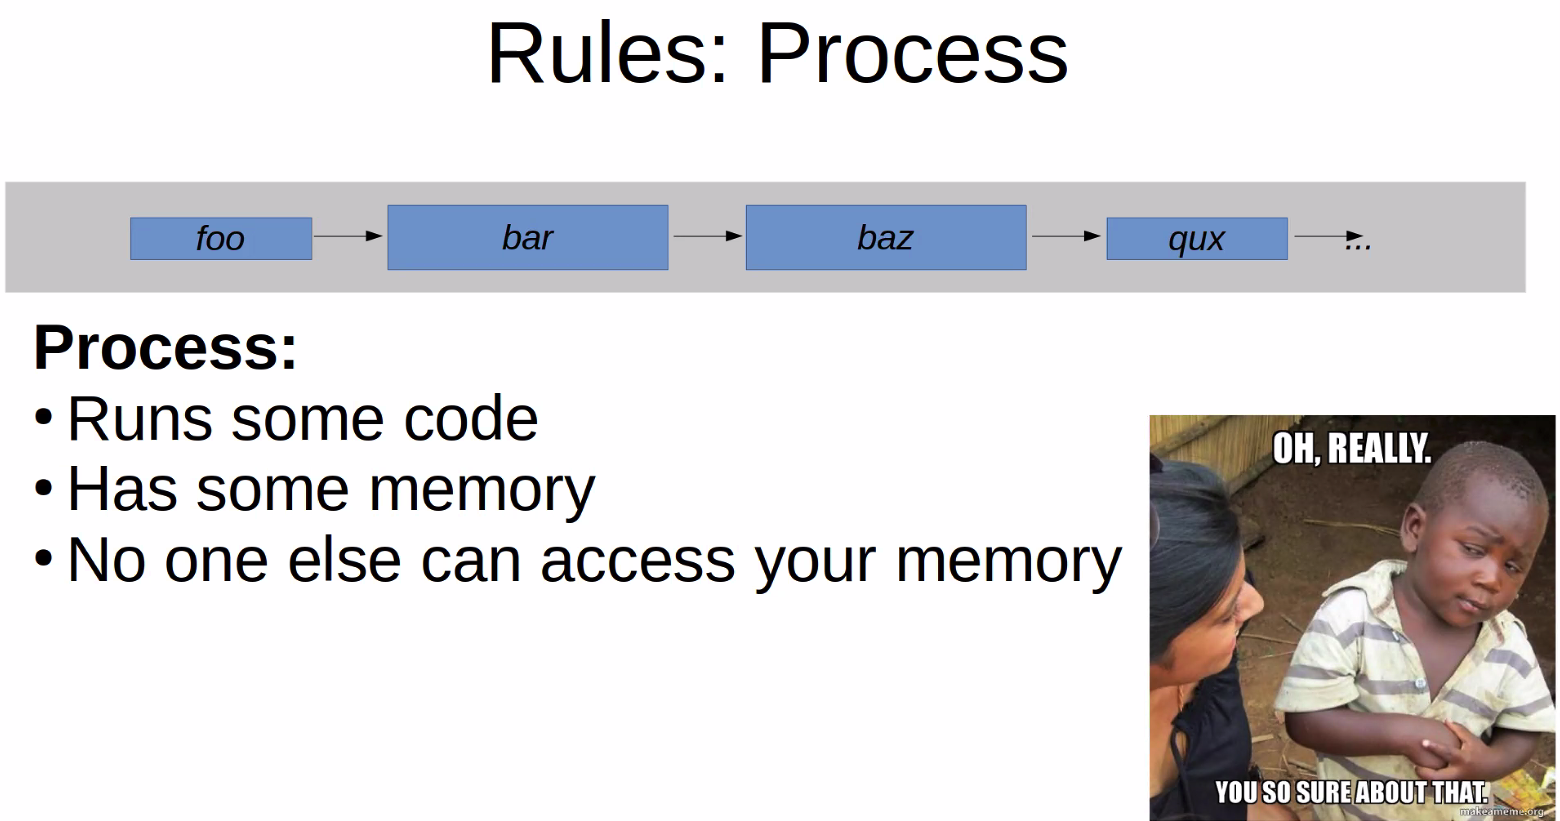 Rules: Process
foo bar baz qux ...
Process:
• Runs some code
• Has some memory
• No one else can access your memory
OH, REALLY.
YOU SO SURE ABOUT THAT.
makeameme.org